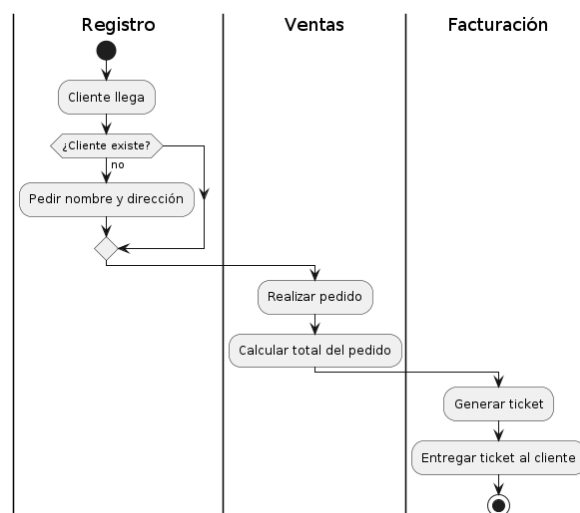 Registro
Ventas
Facturación
Cliente llega
¿Cliente existe?
no
Pedir nombre y dirección
Realizar pedido
Calcular total del pedido
Generar ticket
Entregar ticket al cliente